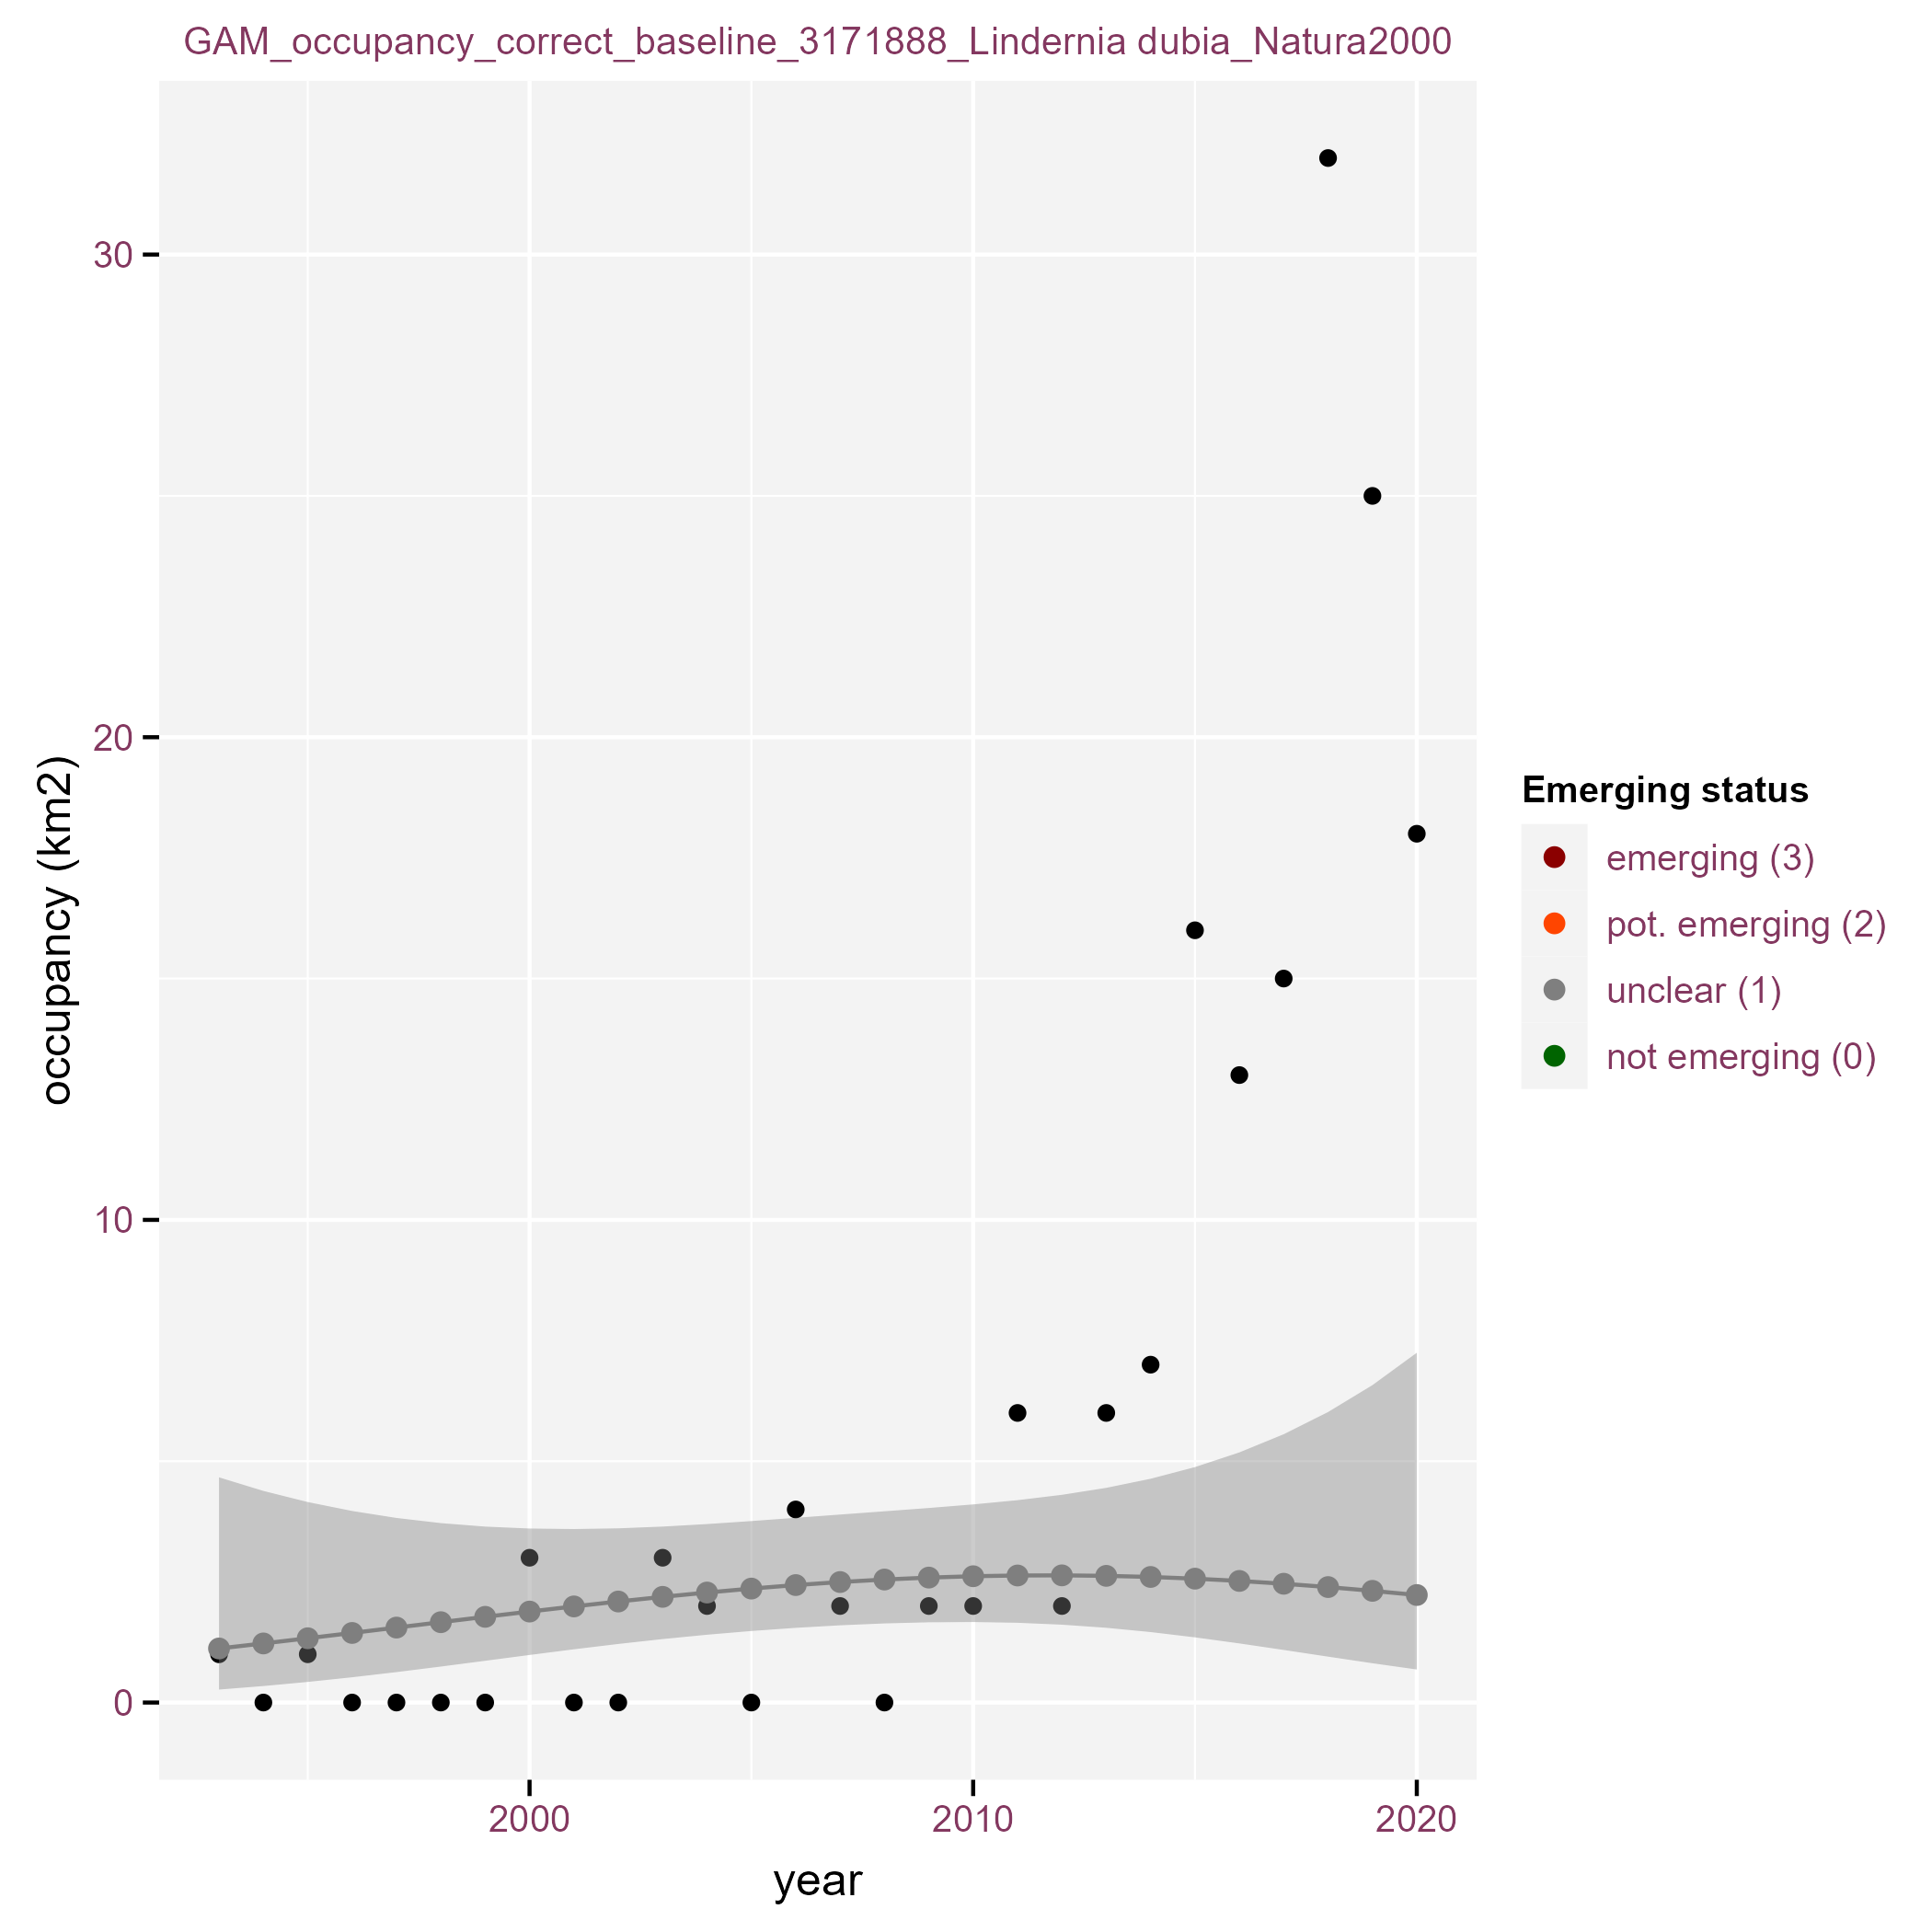 GAM_occupancy_correct_baseline_3171888_Lindernia dubia_Natura2000
30
20
10
0
occupancy (km2)
2000
2010
2020
year
Emerging status
emerging (3)
pot. emerging (2)
unclear (1)
not emerging (0)